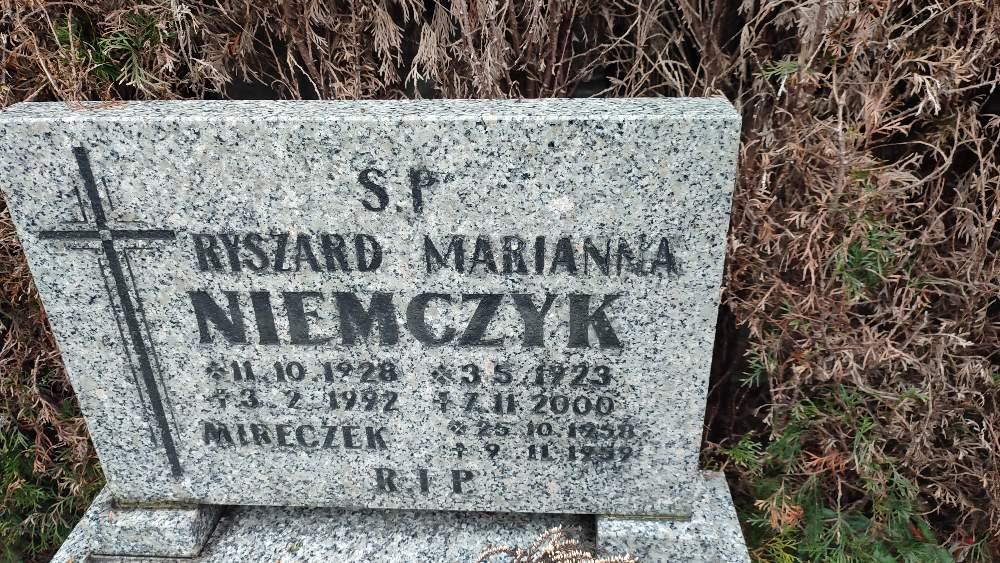 S.P
RYSZARD MARIANNA
NIEMCZYK
* 11.10.1928 * 3.5.1923
† 3.2.1992 † 7.11 2000
MIRECZEK * 25.10.1958
† 9.11.1959
R.I P